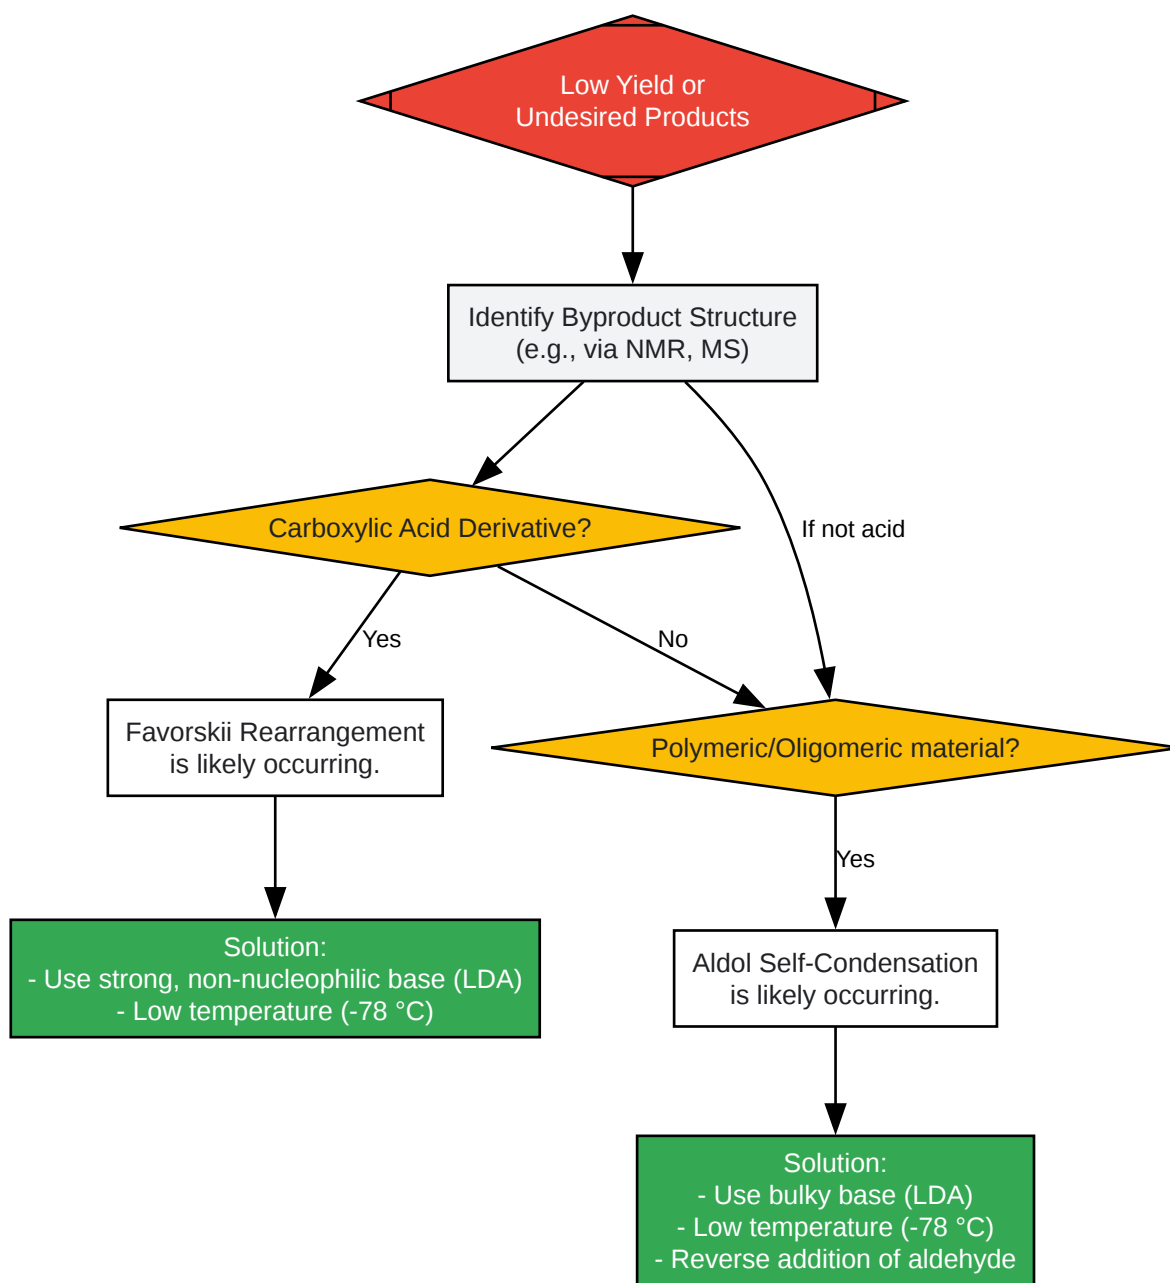 Low Yield or
Undesired Products
Identify Byproduct Structure
(e.g., via NMR, MS)
If not acid
Carboxylic Acid Derivative?
Yes
No
Favorskii Rearrangement
is likely occurring.
Polymeric/Oligomeric material?
Yes
Solution:
- Use strong, non-nucleophilic base (LDA)
- Low temperature (-78 °C)
Aldol Self-Condensation
is likely occurring.
Solution:
- Use bulky base (LDA)
- Low temperature (-78 °C)
- Reverse addition of aldehyde